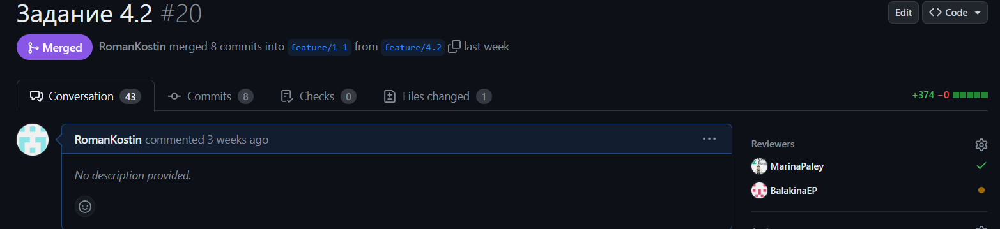 Задание 4.2 #20
Edit
Code
Merged
RomanKostin merged 8 commits into feature/1-1 from feature/4.2 last week
Conversation 43
Commits 8
Checks 0
Files changed 1
+374 −0
RomanKostin commented 3 weeks ago
No description provided.
Reviewers
MarinaPaley
BalakinaEP